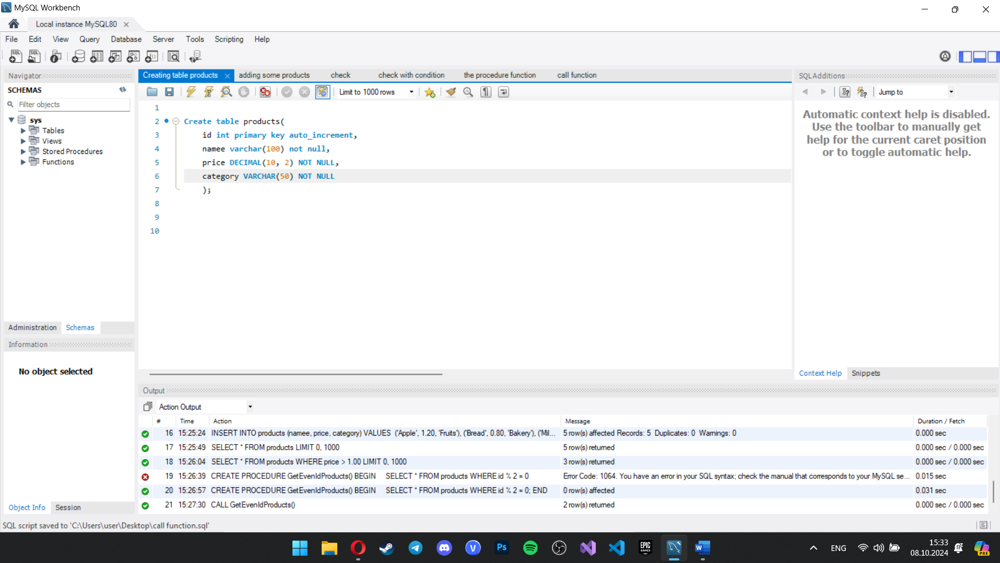 MySQL Workbench
Local instance MySQL80
File Edit View Query Database Server Tools Scripting Help
Navigator
SCHEMAS
Filter objects
sys
Tables
Views
Stored Procedures
Functions
Administration Schemas
Information
No object selected
Object Info Session
Creating table products adding some products check check with condition the procedure function call function
Limit to 1000 rows
1
2 Create table products(
3 id int primary key auto_increment,
4 namee varchar(100) not null,
5 price DECIMAL(10, 2) NOT NULL,
6 category VARCHAR(50) NOT NULL
7 );
8
9
10
SQLAdditions
Jump to
Automatic context help is disabled.
Use the toolbar to manually get
help for the current caret position
or to toggle automatic help.
Context Help Snippets
Output
Action Output
# Time Action Message Duration / Fetch
16 15:25:24 INSERT INTO products (namee, price, category) VALUES ('Apple', 1.20, 'Fruits'), ('Bread', 0.80, 'Bakery'), ('Mil... 5 row(s) affected Records: 5 Duplicates: 0 Warnings: 0 0.000 sec
17 15:25:49 SELECT * FROM products LIMIT 0, 1000 5 row(s) returned 0.000 sec / 0.000 sec
18 15:26:04 SELECT * FROM products WHERE price > 1.00 LIMIT 0, 1000 3 row(s) returned 0.000 sec / 0.000 sec
19 15:26:39 CREATE PROCEDURE GetEvenIdProducts() BEGIN SELECT * FROM products WHERE id % 2 = 0 Error Code: 1064. You have an error in your SQL syntax; check the manual that corresponds to your MySQL se... 0.015 sec
20 15:26:57 CREATE PROCEDURE GetEvenIdProducts() BEGIN SELECT * FROM products WHERE id % 2 = 0; END 0 row(s) affected 0.031 sec
21 15:27:30 CALL GetEvenIdProducts() 2 row(s) returned 0.000 sec / 0.000 sec
SQL script saved to 'C:\Users\user\Desktop\call function.sql'
V
Ps
EPIC
GAMES
W
ENG
15:33
08.10.2024
PRE